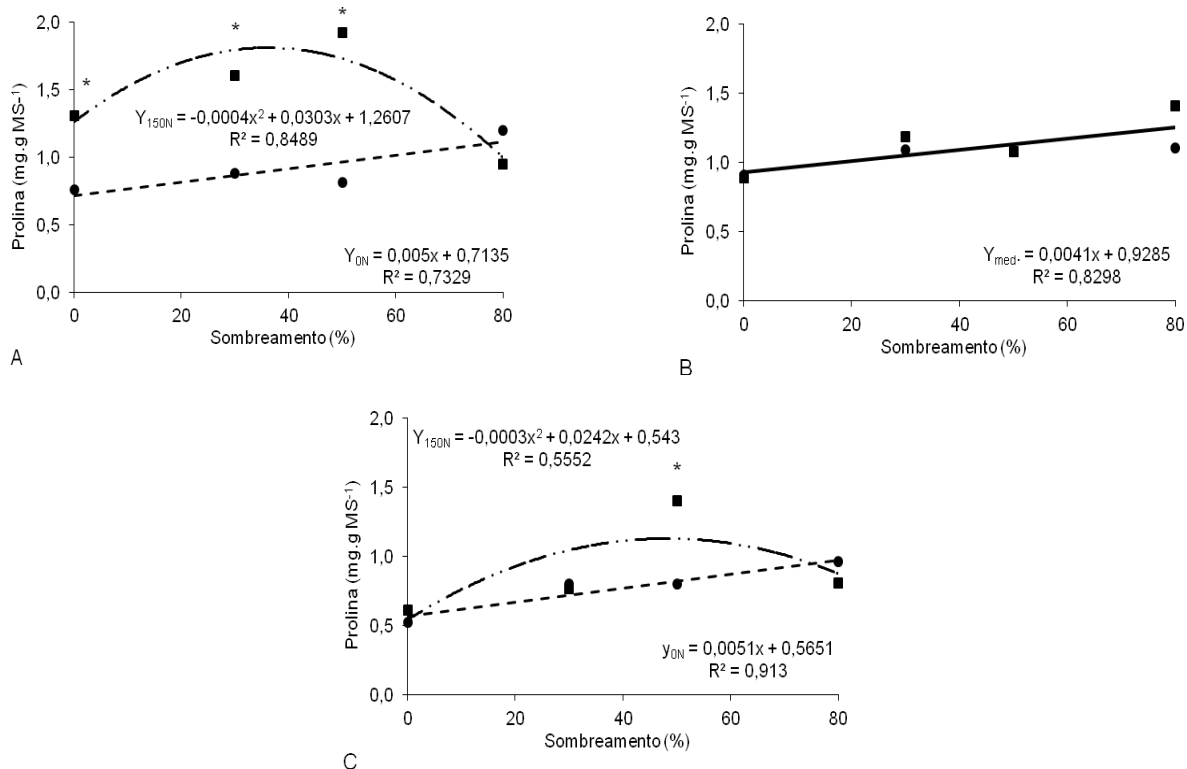 *
*
*
2,0
1,5
1,0
0,5
0,0
Prolina (mg.g MS⁻¹)
Y150N = -0,0004x² + 0,0303x + 1,2607
R² = 0,8489
Y0N = 0,005x + 0,7135
R² = 0,7329
0 20 40 60 80
Sombreamento (%)
A
2,0
1,5
1,0
0,5
0,0
Prolina (mg.g MS⁻¹)
Ymed. = 0,0041x + 0,9285
R² = 0,8298
0 20 40 60 80
Sombreamento (%)
B
2,0
1,5
1,0
0,5
0,0
Prolina (mg.g MS⁻¹)
Y150N = -0,0003x² + 0,0242x + 0,543
R² = 0,5552
*
y0N = 0,0051x + 0,5651
R² = 0,913
0 20 40 60 80
Sombreamento (%)
C